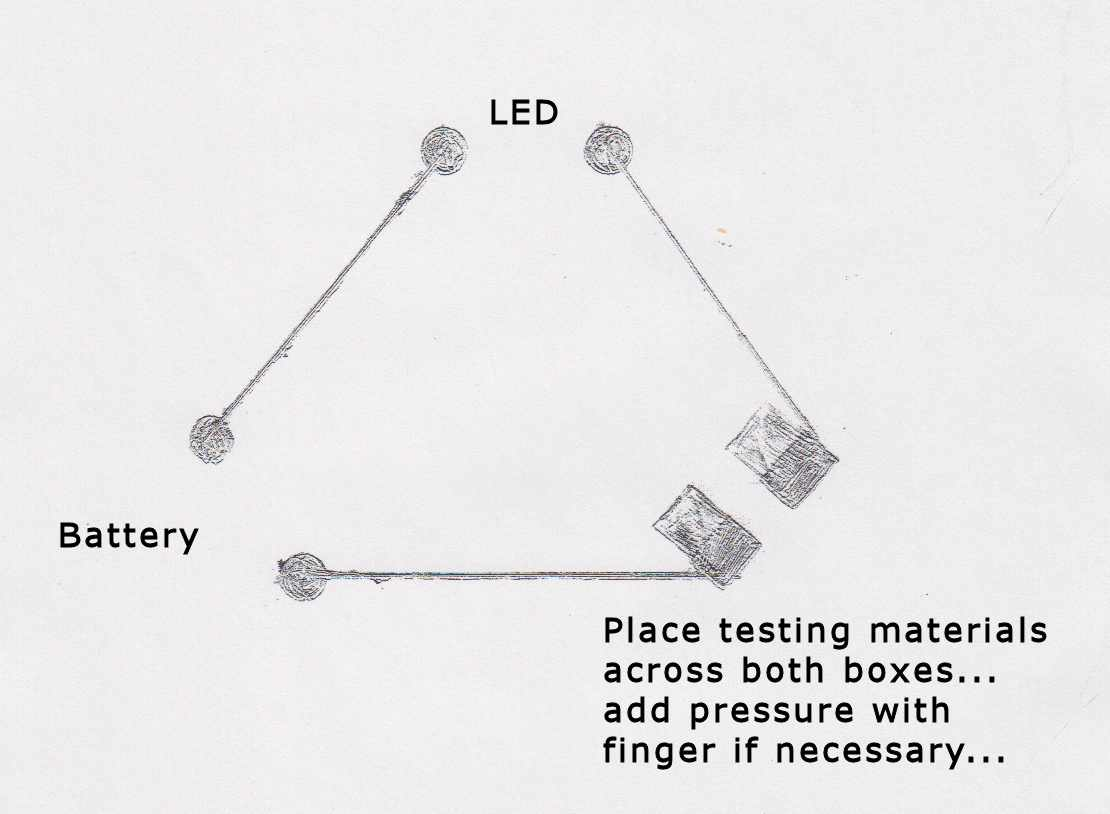 LED
Battery
Place testing materials
across both boxes...
add pressure with
finger if necessary...